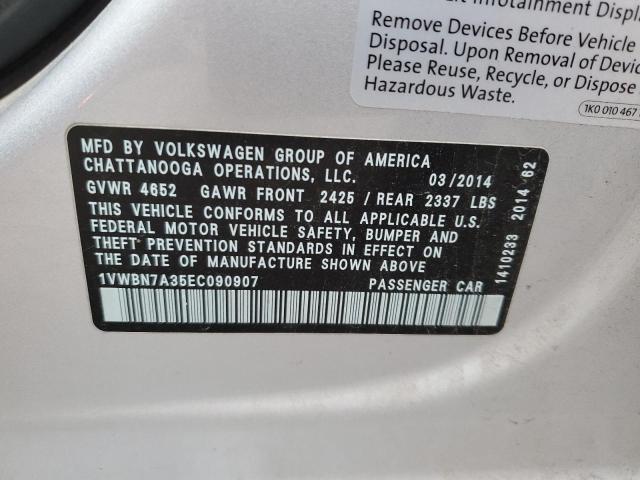 Infotainment Displa
Remove Devices Before Vehicle
Disposal. Upon Removal of Devic
Please Reuse, Recycle, or Dispose
Hazardous Waste.
1K0 010 467
MFD BY VOLKSWAGEN GROUP OF AMERICA
CHATTANOOGA OPERATIONS, LLC. 03/2014
GVWR 4652 GAWR FRONT 2425 / REAR 2337 LBS
THIS VEHICLE CONFORMS TO ALL APPLICABLE U.S.
FEDERAL MOTOR VEHICLE SAFETY, BUMPER AND
THEFT PREVENTION STANDARDS IN EFFECT ON
THE DATE OF MANUFACTURE SHOWN ABOVE
1VWBN7A35EC090907 PASSENGER CAR
1410233 2014 62